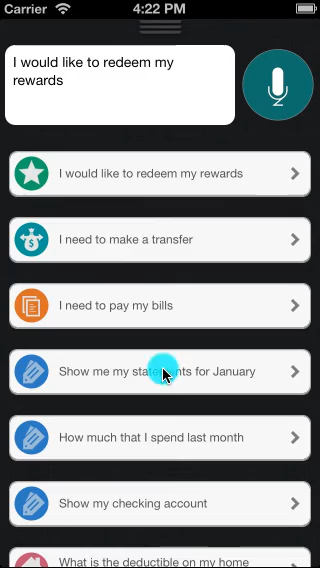 Carrier 4:22 PM
I would like to redeem my
rewards
I would like to redeem my rewards
I need to make a transfer
I need to pay my bills
Show me my statements for January
How much that I spend last month
Show my checking account
What is the deductible on my home